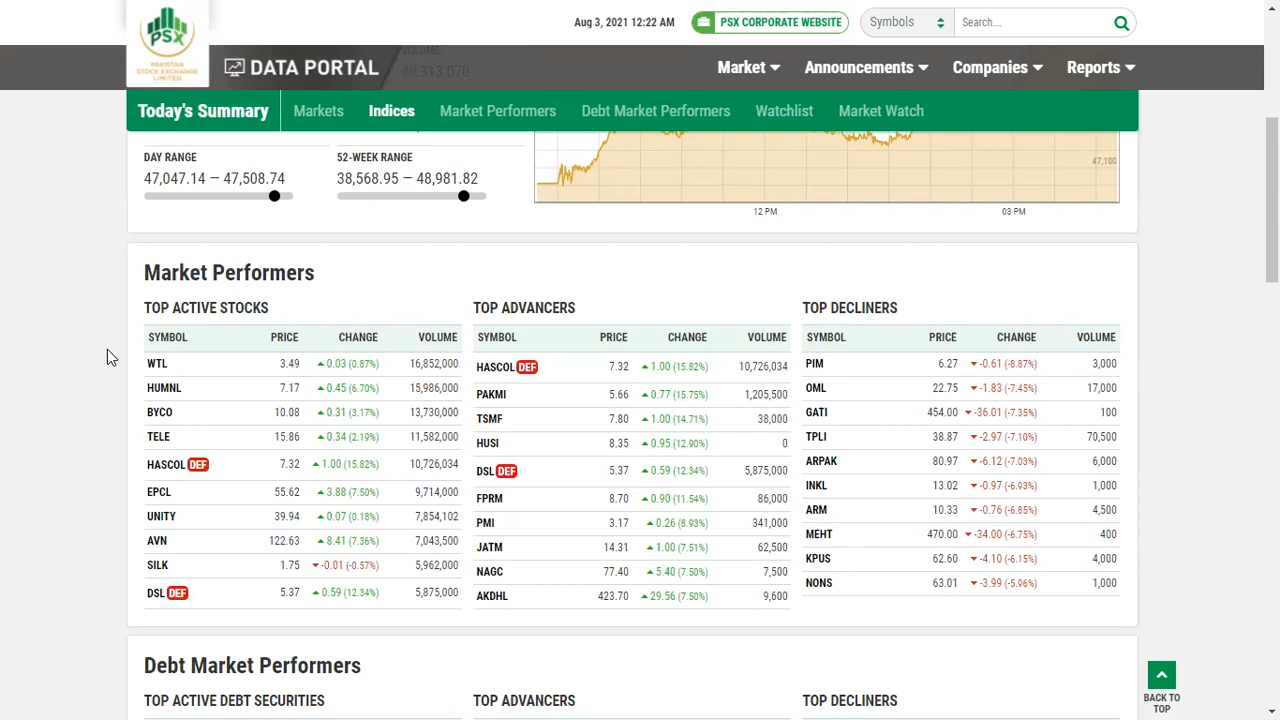 PSX
PAKISTAN
STOCK EXCHANGE
LIMITED
Aug 3, 2021 12:22 AM
PSX CORPORATE WEBSITE
Symbols
Search...
DATA PORTAL
VOLUME
49,313,070
Market
Announcements
Companies
Reports
Today's Summary
Markets
Indices
Market Performers
Debt Market Performers
Watchlist
Market Watch
DAY RANGE
47,047.14 — 47,508.74
52-WEEK RANGE
38,568.95 — 48,981.82
47,100
12 PM
03 PM
Market Performers
TOP ACTIVE STOCKS
SYMBOL PRICE CHANGE VOLUME
WTL 3.49 0.03 (0.87%) 16,852,000
HUMNL 7.17 0.45 (6.70%) 15,986,000
BYCO 10.08 0.31 (3.17%) 13,730,000
TELE 15.86 0.34 (2.19%) 11,582,000
HASCOL DEF 7.32 1.00 (15.82%) 10,726,034
EPCL 55.62 3.88 (7.50%) 9,714,000
UNITY 39.94 0.07 (0.18%) 7,854,102
AVN 122.63 8.41 (7.36%) 7,043,500
SILK 1.75 -0.01 (-0.57%) 5,962,000
DSL DEF 5.37 0.59 (12.34%) 5,875,000
TOP ADVANCERS
SYMBOL PRICE CHANGE VOLUME
HASCOL DEF 7.32 1.00 (15.82%) 10,726,034
PAKMI 5.66 0.77 (15.75%) 1,205,500
TSMF 7.80 1.00 (14.71%) 38,000
HUSI 8.35 0.95 (12.90%) 0
DSL DEF 5.37 0.59 (12.34%) 5,875,000
FPRM 8.70 0.90 (11.54%) 86,000
PMI 3.17 0.26 (8.93%) 341,000
JATM 14.31 1.00 (7.51%) 62,500
NAGC 77.40 5.40 (7.50%) 7,500
AKDHL 423.70 29.56 (7.50%) 9,600
TOP DECLINERS
SYMBOL PRICE CHANGE VOLUME
PIM 6.27 -0.61 (-8.87%) 3,000
OML 22.75 -1.83 (-7.45%) 17,000
GATI 454.00 -36.01 (-7.35%) 100
TPLI 38.87 -2.97 (-7.10%) 70,500
ARPAK 80.97 -6.12 (-7.03%) 6,000
INKL 13.02 -0.97 (-6.93%) 1,000
ARM 10.33 -0.76 (-6.85%) 4,500
MEHT 470.00 -34.00 (-6.75%) 400
KPUS 62.60 -4.10 (-6.15%) 4,000
NONS 63.01 -3.99 (-5.96%) 1,000
Debt Market Performers
TOP ACTIVE DEBT SECURITIES
TOP ADVANCERS
TOP DECLINERS
BACK TO
TOP